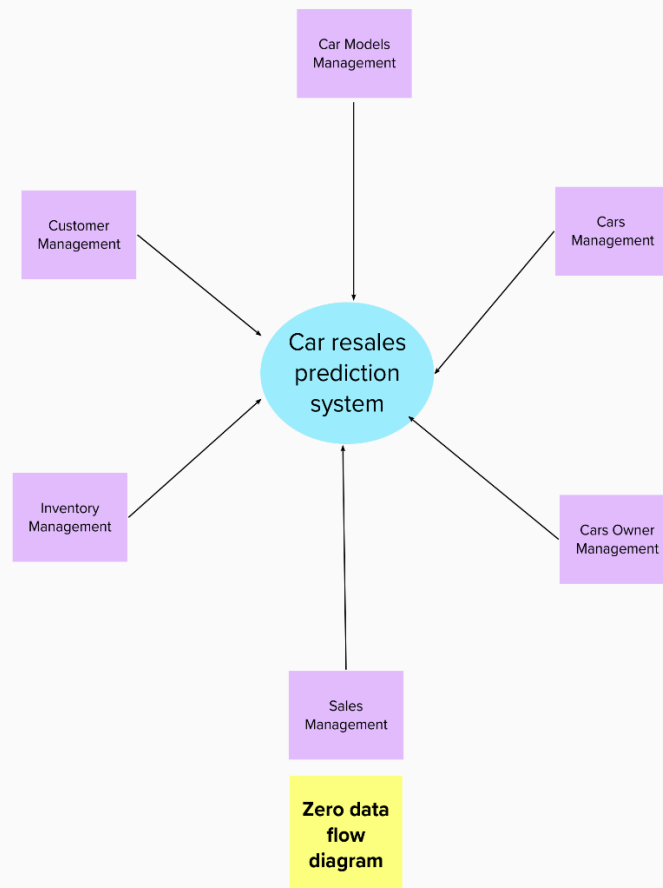 Car Models
Management
Customer
Management
Cars
Management
Car resales
prediction
system
Inventory
Management
Cars Owner
Management
Sales
Management
Zero data
flow
diagram